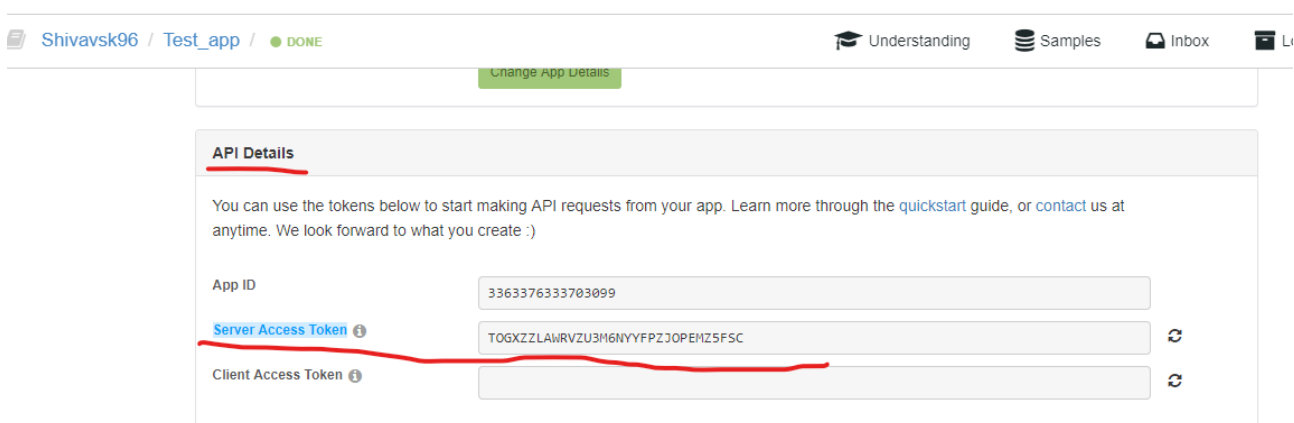 Shivavsk96 / Test_app / DONE Understanding Samples Inbox
Change App Details
API Details
You can use the tokens below to start making API requests from your app. Learn more through the quickstart guide, or contact us at
anytime. We look forward to what you create :)
App ID 3363376333703099
Server Access Token TOGXZZLAWRVZU3M6NYYFPZJOPEMZ5FSC
Client Access Token